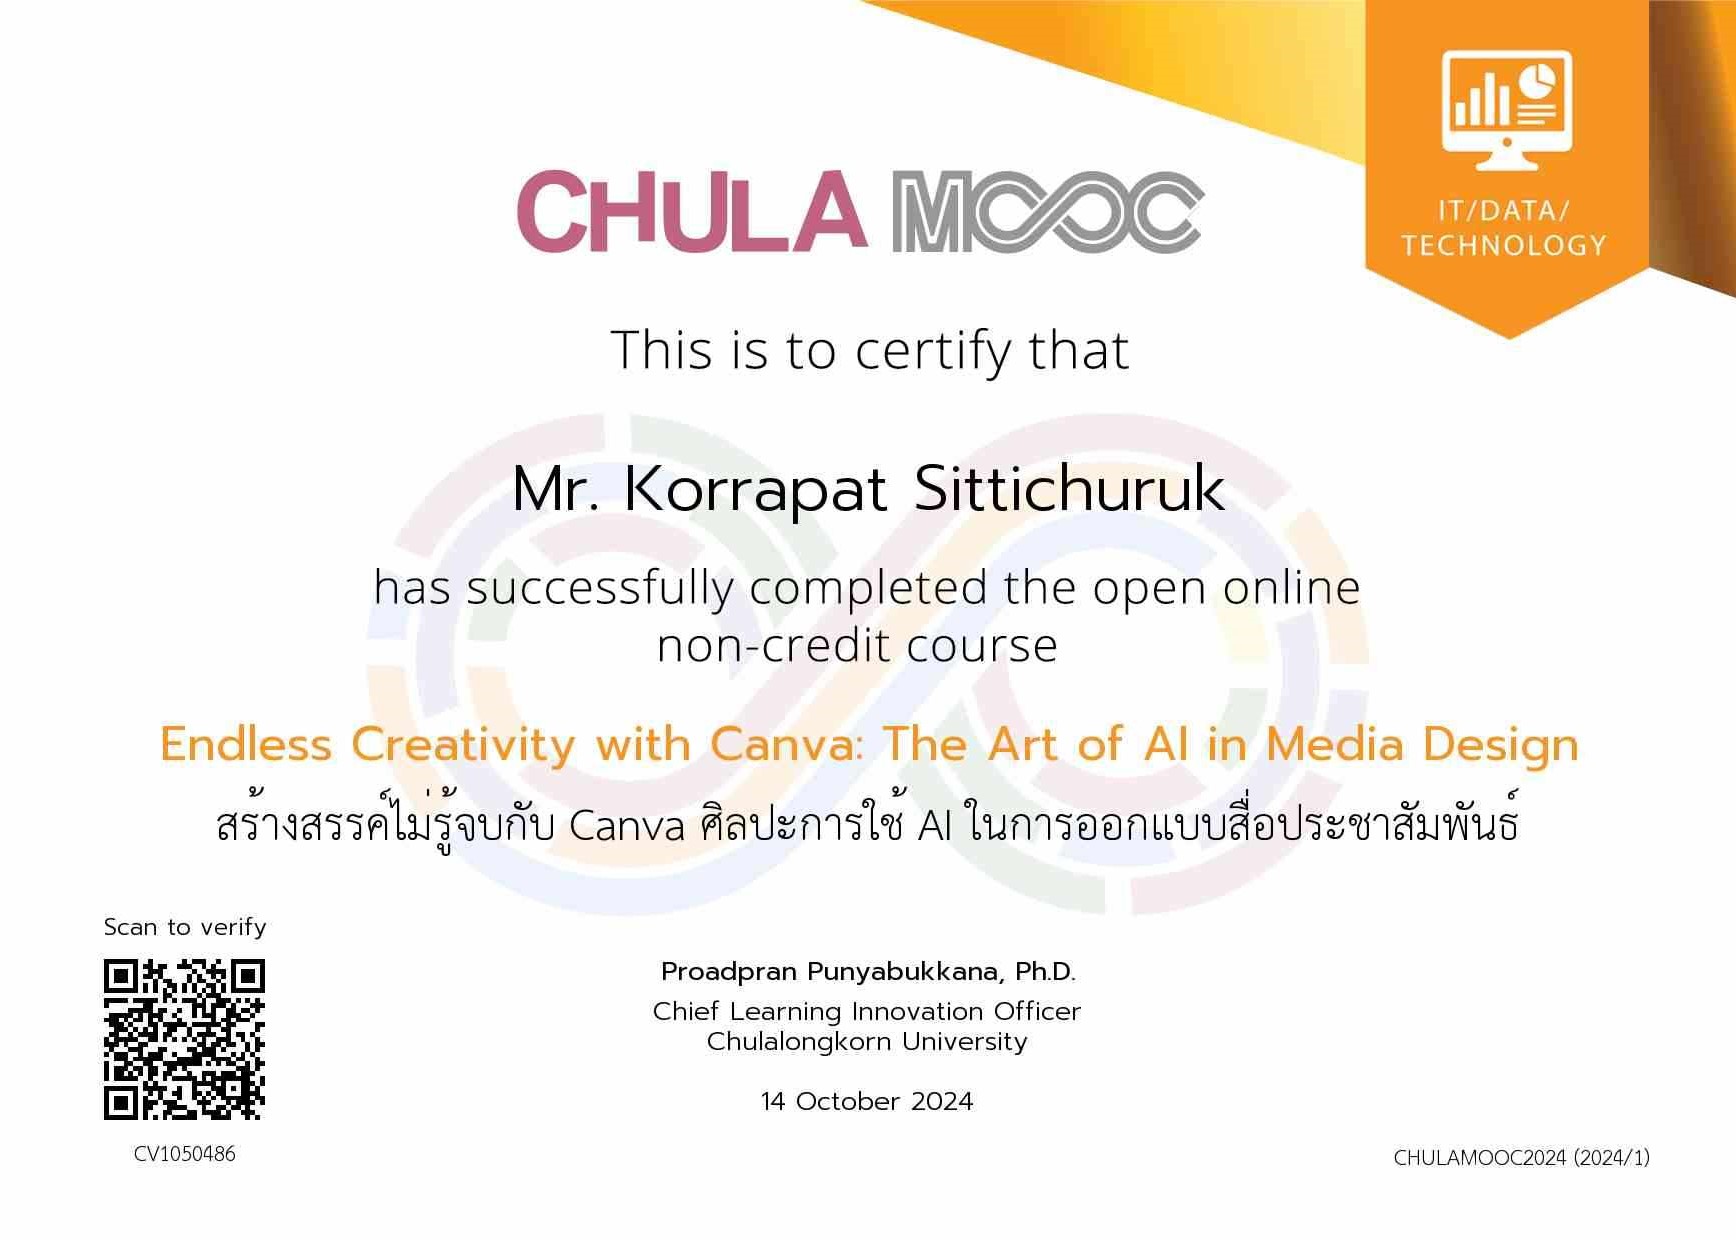 CHULA MOOC
IT/DATA/
TECHNOLOGY
This is to certify that
Mr. Korrapat Sittichuruk
has successfully completed the open online
non-credit course
Endless Creativity with Canva: The Art of AI in Media Design
สร้างสรรค์ไม่รู้จบกับ Canva ศิลปะการใช้ AI ในการออกแบบสื่อประชาสัมพันธ์
Scan to verify
CV1050486
Proadpran Punyabukkana, Ph.D.
Chief Learning Innovation Officer
Chulalongkorn University
14 October 2024
CHULAMOOC2024 (2024/1)